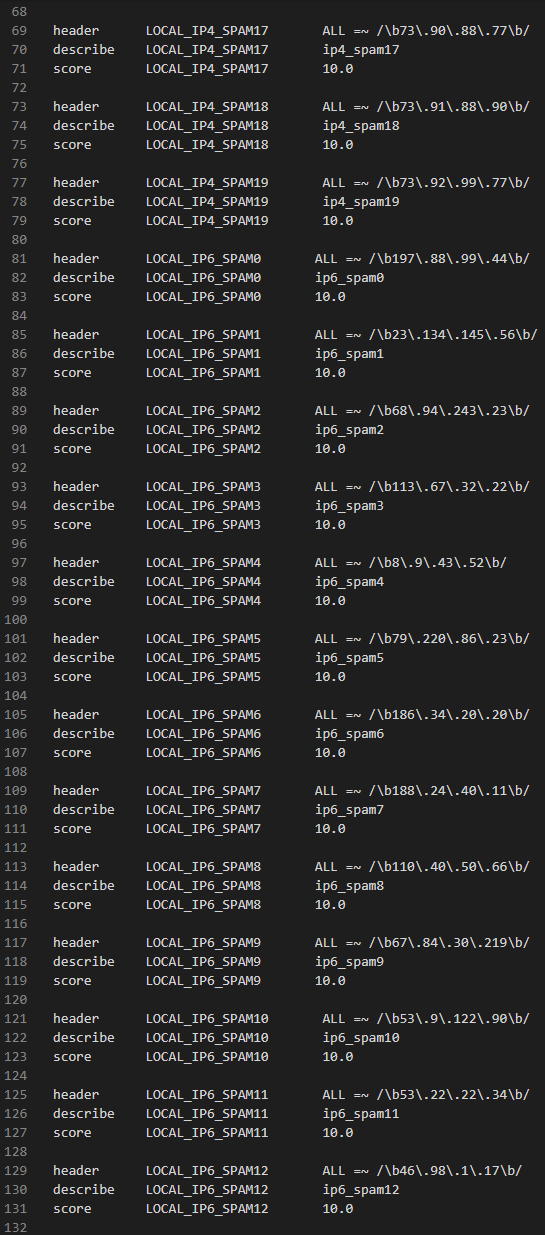 68
69 header LOCAL_IP4_SPAM17 ALL =~ /\b73\.90\.88\.77\b/
70 describe LOCAL_IP4_SPAM17 ip4_spam17
71 score LOCAL_IP4_SPAM17 10.0
72
73 header LOCAL_IP4_SPAM18 ALL =~ /\b73\.91\.88\.90\b/
74 describe LOCAL_IP4_SPAM18 ip4_spam18
75 score LOCAL_IP4_SPAM18 10.0
76
77 header LOCAL_IP4_SPAM19 ALL =~ /\b73\.92\.99\.77\b/
78 describe LOCAL_IP4_SPAM19 ip4_spam19
79 score LOCAL_IP4_SPAM19 10.0
80
81 header LOCAL_IP6_SPAM0 ALL =~ /\b197\.88\.99\.44\b/
82 describe LOCAL_IP6_SPAM0 ip6_spam0
83 score LOCAL_IP6_SPAM0 10.0
84
85 header LOCAL_IP6_SPAM1 ALL =~ /\b23\.134\.145\.56\b/
86 describe LOCAL_IP6_SPAM1 ip6_spam1
87 score LOCAL_IP6_SPAM1 10.0
88
89 header LOCAL_IP6_SPAM2 ALL =~ /\b68\.94\.243\.23\b/
90 describe LOCAL_IP6_SPAM2 ip6_spam2
91 score LOCAL_IP6_SPAM2 10.0
92
93 header LOCAL_IP6_SPAM3 ALL =~ /\b113\.67\.32\.22\b/
94 describe LOCAL_IP6_SPAM3 ip6_spam3
95 score LOCAL_IP6_SPAM3 10.0
96
97 header LOCAL_IP6_SPAM4 ALL =~ /\b8\.9\.43\.52\b/
98 describe LOCAL_IP6_SPAM4 ip6_spam4
99 score LOCAL_IP6_SPAM4 10.0
100
101 header LOCAL_IP6_SPAM5 ALL =~ /\b79\.220\.86\.23\b/
102 describe LOCAL_IP6_SPAM5 ip6_spam5
103 score LOCAL_IP6_SPAM5 10.0
104
105 header LOCAL_IP6_SPAM6 ALL =~ /\b186\.34\.20\.20\b/
106 describe LOCAL_IP6_SPAM6 ip6_spam6
107 score LOCAL_IP6_SPAM6 10.0
108
109 header LOCAL_IP6_SPAM7 ALL =~ /\b188\.24\.40\.11\b/
110 describe LOCAL_IP6_SPAM7 ip6_spam7
111 score LOCAL_IP6_SPAM7 10.0
112
113 header LOCAL_IP6_SPAM8 ALL =~ /\b110\.40\.50\.66\b/
114 describe LOCAL_IP6_SPAM8 ip6_spam8
115 score LOCAL_IP6_SPAM8 10.0
116
117 header LOCAL_IP6_SPAM9 ALL =~ /\b67\.84\.30\.219\b/
118 describe LOCAL_IP6_SPAM9 ip6_spam9
119 score LOCAL_IP6_SPAM9 10.0
120
121 header LOCAL_IP6_SPAM10 ALL =~ /\b53\.9\.122\.90\b/
122 describe LOCAL_IP6_SPAM10 ip6_spam10
123 score LOCAL_IP6_SPAM10 10.0
124
125 header LOCAL_IP6_SPAM11 ALL =~ /\b53\.22\.22\.34\b/
126 describe LOCAL_IP6_SPAM11 ip6_spam11
127 score LOCAL_IP6_SPAM11 10.0
128
129 header LOCAL_IP6_SPAM12 ALL =~ /\b46\.98\.1\.17\b/
130 describe LOCAL_IP6_SPAM12 ip6_spam12
131 score LOCAL_IP6_SPAM12 10.0
132